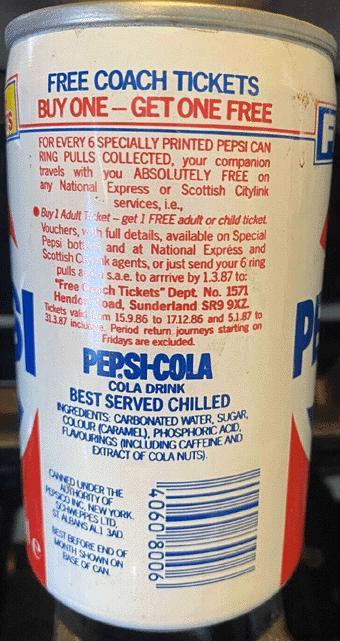 FREE COACH TICKETS
BUY ONE – GET ONE FREE
FOR EVERY 6 SPECIALLY PRINTED PEPSI CAN
RING PULLS COLLECTED, your companion
travels with you ABSOLUTELY FREE on
any National Express or Scottish Citylink
services, i.e.,
Buy 1 Adult Ticket – get 1 FREE adult or child ticket.
Vouchers, with full details, available on Special
Pepsi and at National Express and
Scottish agents, or just send your 6 ring
pulls a s.a.e. to arrrive by 1.3.87 to:
"Free Tickets" Dept. No. 1571
Road, Sunderland SR9 9XZ.
Tickets valid from 15.9.86 to 17.12.86 and 5.1.87 to
31.3.87 inclusive. Period return journeys starting on
Fridays are excluded.
PEPSI-COLA
COLA DRINK
BEST SERVED CHILLED
INGREDIENTS: CARBONATED WATER, SUGAR,
COLOUR (CARAMEL), PHOSPHORIC ACID,
FLAVOURINGS (INCLUDING CAFFEINE AND
EXTRACT OF COLA NUTS).
CANNED UNDER THE
AUTHORITY OF
PEPSICO INC, NEW YORK.
SCHWEPPES LTD,
ST. ALBANS AL1 3AD.
BEST BEFORE END OF
MONTH SHOWN ON
BASE OF CAN.
4060 8006
SI
PE
F
S
e